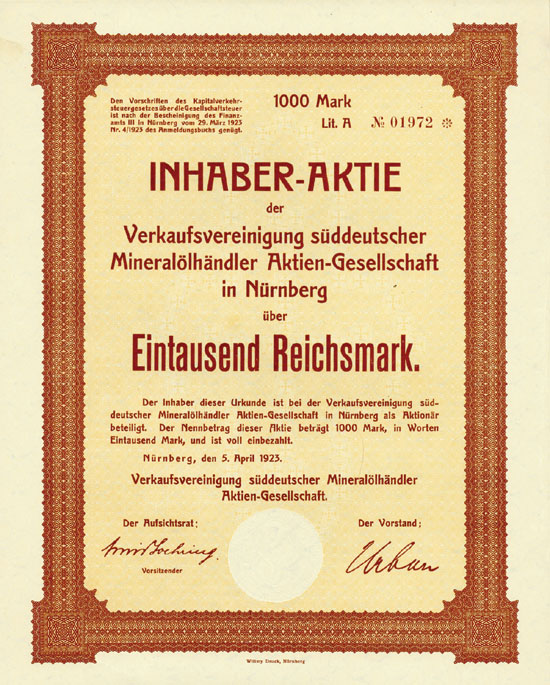 Den Vorschriften des Kapitalverkehr-
steuergesetzes über die Gesellschaftsteuer
ist nach der Bescheinigung des Finanz-
amts III in Nürnberg vom 29. März 1923
Nr. 4/1923 des Anmeldungsbuchs genügt.
1000 Mark
Lit. A № 01972 *
INHABER-AKTIE
der
Verkaufsvereinigung süddeutscher
Mineralölhändler Aktien-Gesellschaft
in Nürnberg
über
Eintausend Reichsmark.
Der Inhaber dieser Urkunde ist bei der Verkaufsvereinigung süd-
deutscher Mineralölhändler Aktien-Gesellschaft in Nürnberg als Aktionär
beteiligt. Der Nennbetrag dieser Aktie beträgt 1000 Mark, in Worten
Eintausend Mark, und ist voll einbezahlt.
Nürnberg, den 5. April 1923.
Verkaufsvereinigung süddeutscher Mineralölhändler
Aktien-Gesellschaft.
Der Aufsichtsrat: Der Vorstand:
Urban
Vorsitzender
Druck, Nürnberg